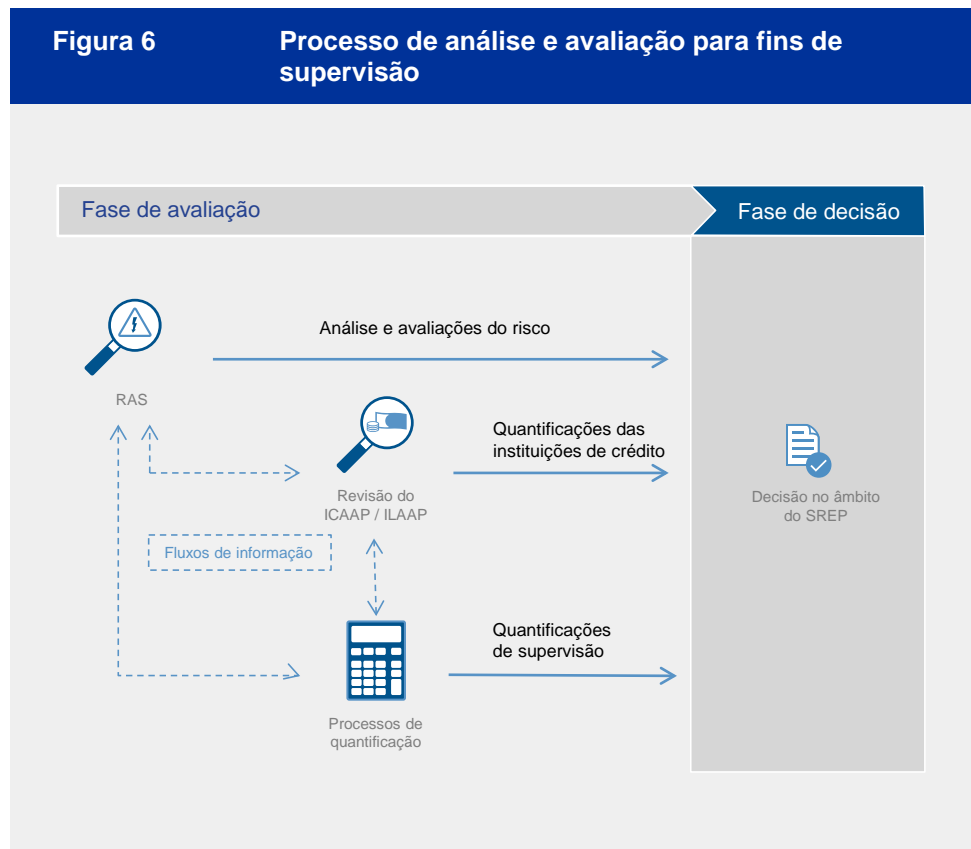 Figura 6
Processo de análise e avaliação para fins de
supervisão
Fase de avaliação
Fase de decisão
Análise e avaliações do risco
RAS
Quantificações das
instituições de crédito
Revisão do
ICAAP / ILAAP
Decisão no âmbito
do SREP
Fluxos de informação
Quantificações
de supervisão
Processos de
quantificação